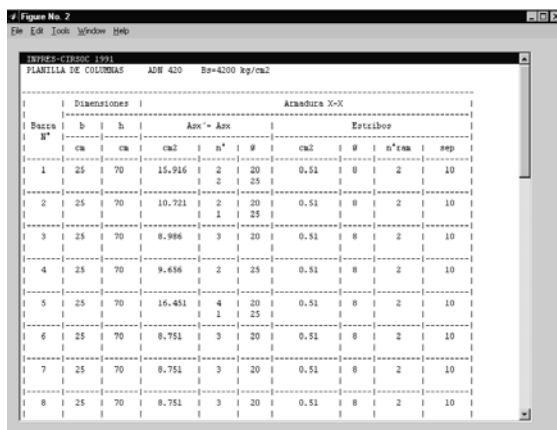 Figure No. 2
File Edit Tools Window Help
INPRES-CIRSOC 1991
PLANILLA DE COLUMNAS ADN 420 Bs=4200 kg/cm2
| | Dimensiones | Armadura X-X |
| Barra | b | h | Asx'= Asx | Estribos |
| N° |
| | cm | cm | cm2 | n° | Ø | cm2 | Ø | n°ram | sep |
| 1 | 25 | 70 | 15.916 | 2 | 20 | 0.51 | 8 | 2 | 10 |
| | | | | 2 | 25 | | | | |
| 2 | 25 | 70 | 10.721 | 2 | 20 | 0.51 | 8 | 2 | 10 |
| | | | | 1 | 25 | | | | |
| 3 | 25 | 70 | 8.986 | 3 | 20 | 0.51 | 8 | 2 | 10 |
| 4 | 25 | 70 | 9.656 | 2 | 25 | 0.51 | 8 | 2 | 10 |
| 5 | 25 | 70 | 16.451 | 4 | 20 | 0.51 | 8 | 2 | 10 |
| | | | | 1 | 25 | | | | |
| 6 | 25 | 70 | 8.751 | 3 | 20 | 0.51 | 8 | 2 | 10 |
| 7 | 25 | 70 | 8.751 | 3 | 20 | 0.51 | 8 | 2 | 10 |
| 8 | 25 | 70 | 8.751 | 3 | 20 | 0.51 | 8 | 2 | 10 |